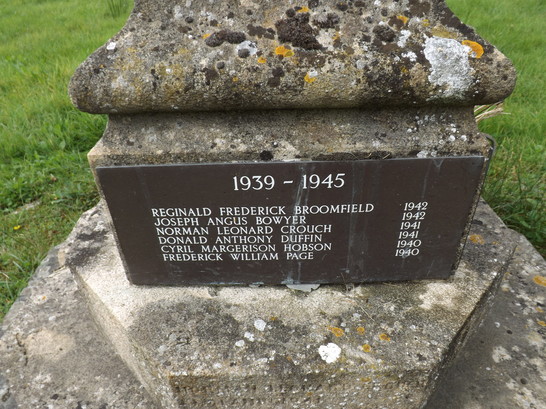 1939 - 1945
REGINALD FREDERICK BROOMFIELD 1942
JOSEPH ANGUS BOWYER 1942
NORMAN LEONARD CROUCH 1941
DONALD ANTHONY DUFFIN 1941
CYRIL MARGERISON HOBSON 1940
FREDERICK WILLIAM PAGE 1940